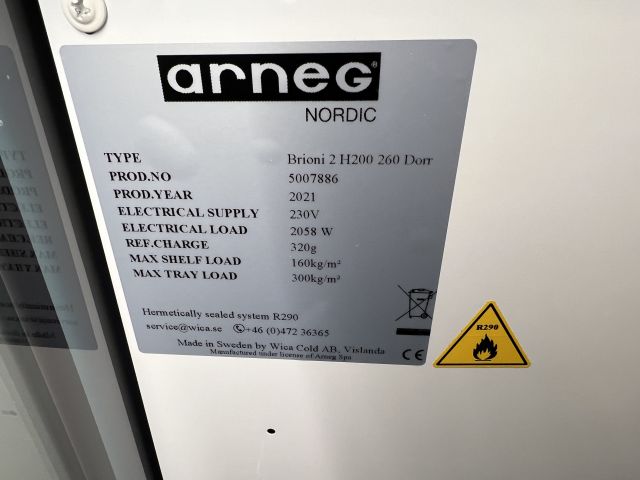 arneg®
NORDIC
TYPE Brioni 2 H200 260 Dorr
PROD.NO 5007886
PROD.YEAR 2021
ELECTRICAL SUPPLY 230V
ELECTRICAL LOAD 2058 W
REF.CHARGE 320g
MAX SHELF LOAD 160kg/m²
MAX TRAY LOAD 300kg/m²
Hermetically sealed system R290
service@wica.se +46 (0)472 36365
Made in Sweden by Wica Cold AB, Vislanda
Manufactured under license of Arneg Spa
CE
R290